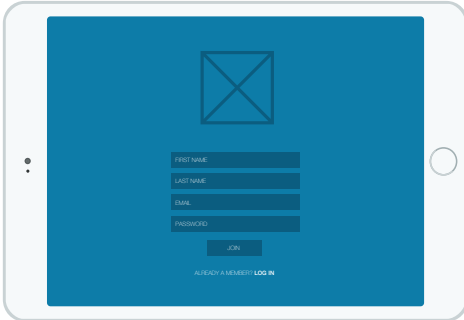 FIRST NAME
LAST NAME
EMAIL
PASSWORD
JOIN
ALREADY A MEMBER? LOG IN